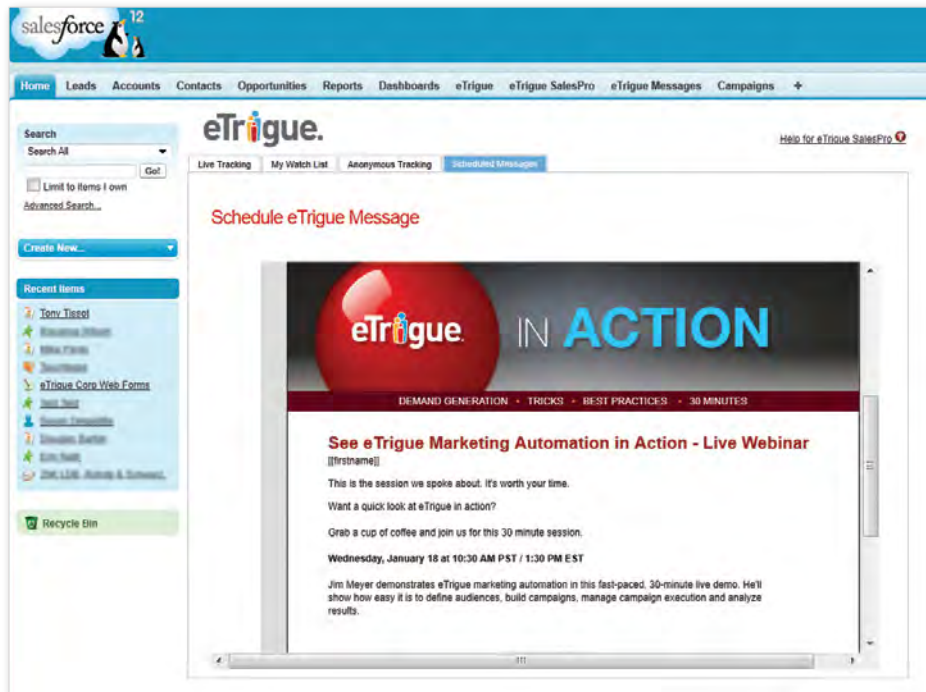 salesforce 12
Home Leads Accounts Contacts Opportunities Reports Dashboards eTrigue eTrigue SalesPro eTrigue Messages Campaigns +
eTrigue.
Help for eTrigue SalesPro ?
Search
Search All
Go!
Limit to items I own
Advanced Search...
Create New...
Recent Items
Tony Tissot
eTrigue Corp Web Forms
Recycle Bin
Live Tracking My Watch List Anonymous Tracking Scheduled Messages
Schedule eTrigue Message
eTrigue. IN ACTION
DEMAND GENERATION • TRICKS • BEST PRACTICES • 30 MINUTES
See eTrigue Marketing Automation in Action - Live Webinar
[[firstname]]
This is the session we spoke about. It's worth your time.
Want a quick look at eTrigue in action?
Grab a cup of coffee and join us for this 30 minute session.
Wednesday, January 18 at 10:30 AM PST / 1:30 PM EST
Jim Meyer demonstrates eTrigue marketing automation in this fast-paced, 30-minute live demo. He'll
show how easy it is to define audiences, build campaigns, manage campaign execution and analyze
results.